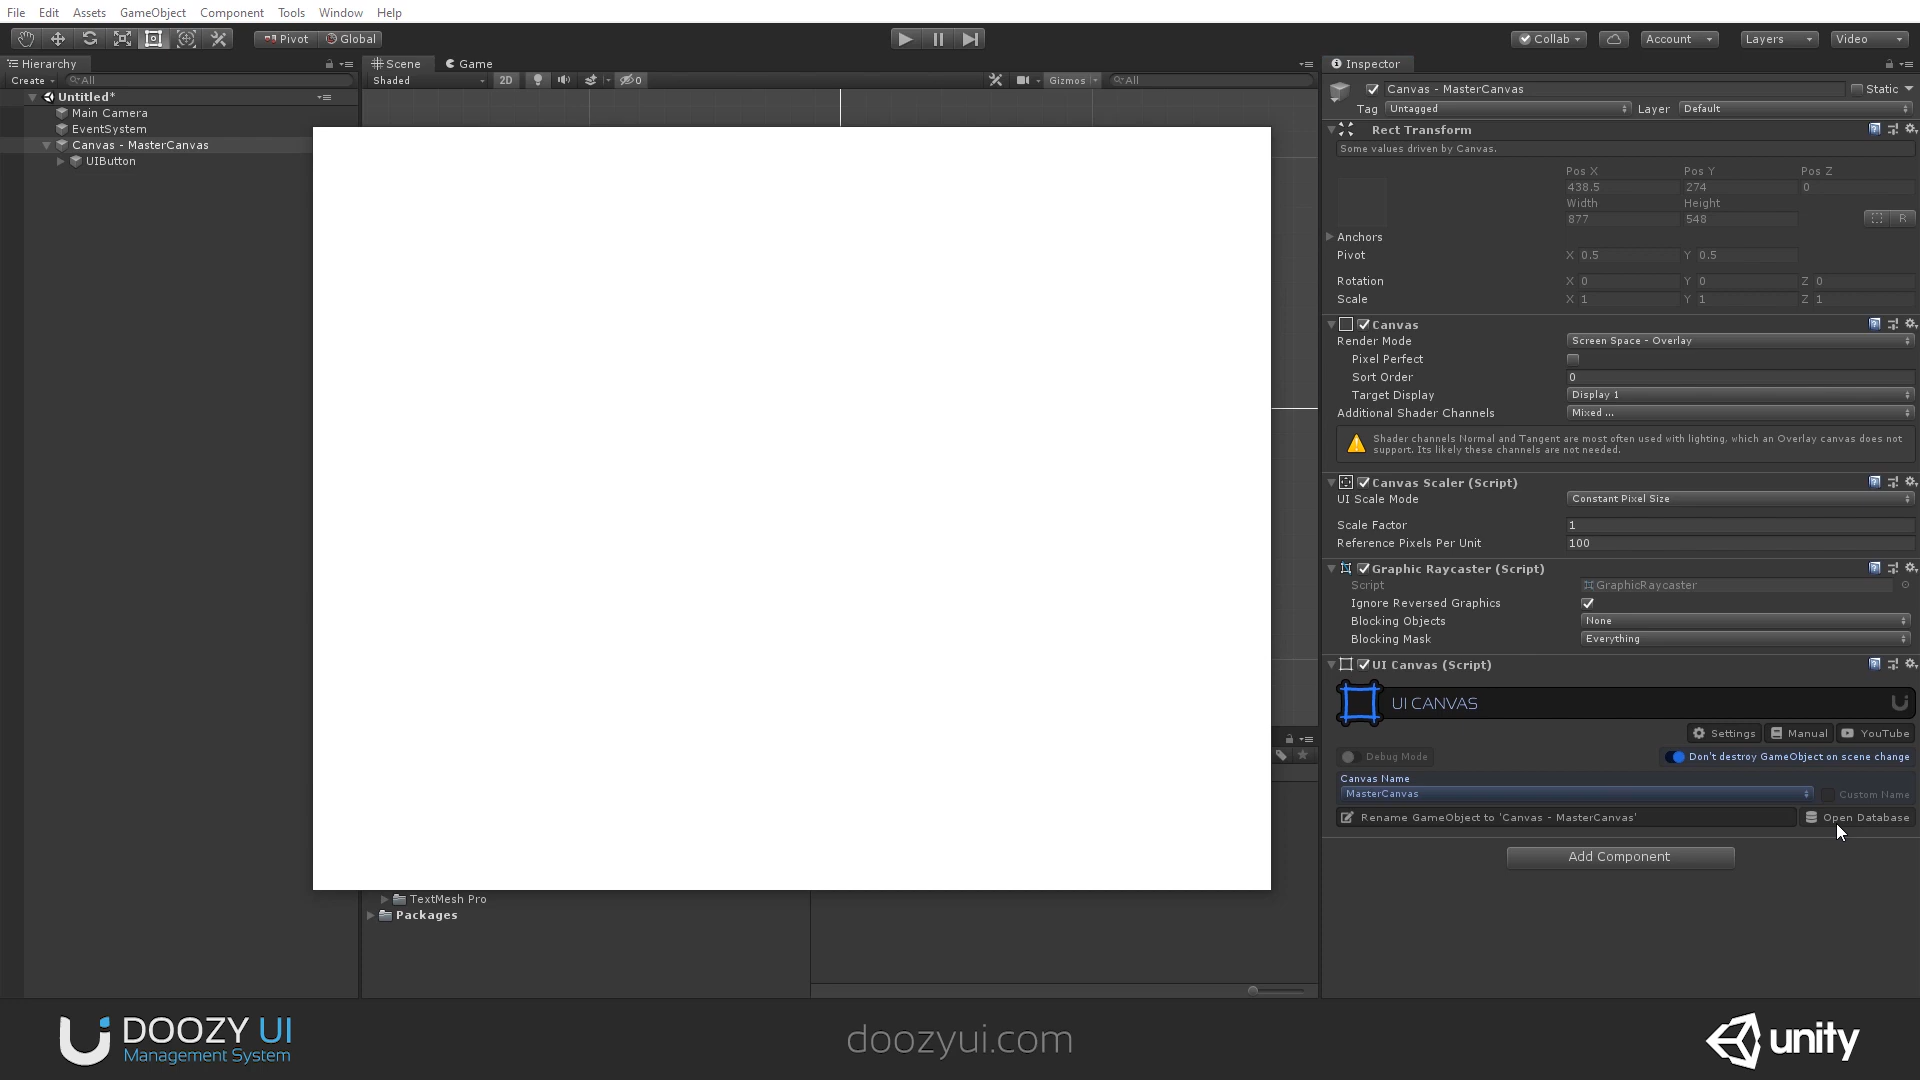 File Edit Assets GameObject Component Tools Window Help
Pivot Global Collab Account Layers Video
Hierarchy Scene Game Inspector
Create All Shaded 2D 0 Gizmos All
Canvas - MasterCanvas Static
Tag Untagged Layer Default
Untitled*
Main Camera
EventSystem
Canvas - MasterCanvas
UIButton
Rect Transform
Some values driven by Canvas.
Pos X Pos Y Pos Z
438.5 274 0
Width Height
877 548 R
Anchors
Pivot X 0.5 Y 0.5
Rotation X 0 Y 0 Z 0
Scale X 1 Y 1 Z 1
Canvas
Render Mode Screen Space - Overlay
Pixel Perfect
Sort Order 0
Target Display Display 1
Additional Shader Channels Mixed ...
Shader channels Normal and Tangent are most often used with lighting, which an Overlay canvas does not
support. Its likely these channels are not needed.
Canvas Scaler (Script)
UI Scale Mode Constant Pixel Size
Scale Factor 1
Reference Pixels Per Unit 100
Graphic Raycaster (Script)
Script GraphicRaycaster
Ignore Reversed Graphics
Blocking Objects None
Blocking Mask Everything
UI Canvas (Script)
UI CANVAS
Settings Manual YouTube
Debug Mode Don't destroy GameObject on scene change
Canvas Name
MasterCanvas Custom Name
Rename GameObject to 'Canvas - MasterCanvas' Open Database
Add Component
TextMesh Pro
Packages
DOOZY UI
Management System
doozyui.com
unity